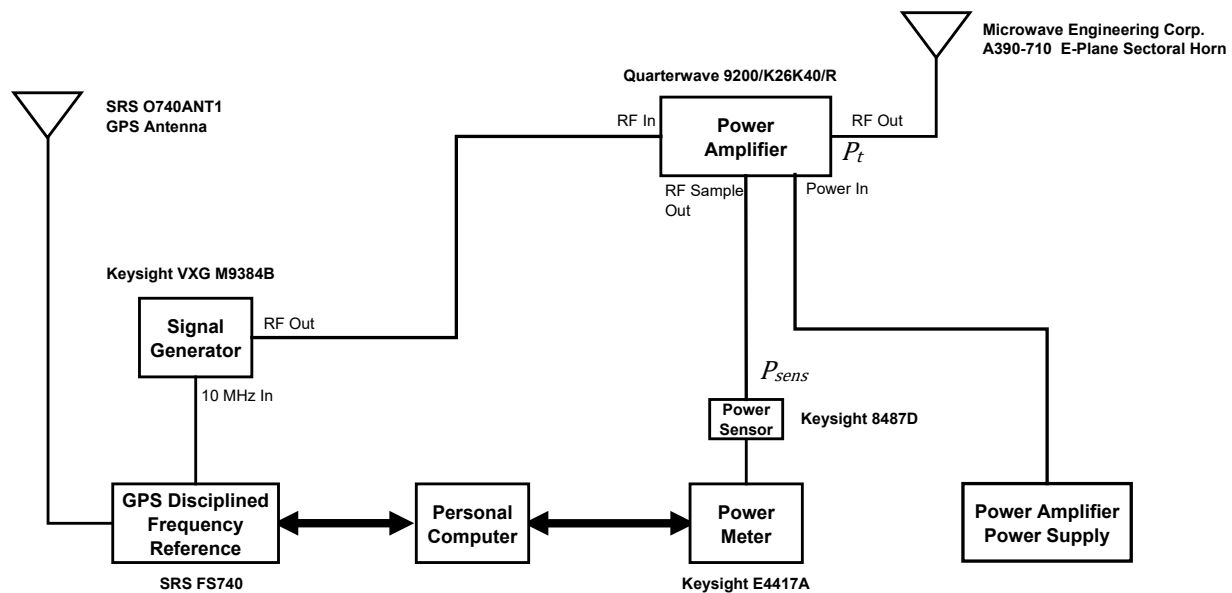 Microwave Engineering Corp.
A390-710 E-Plane Sectoral Horn
Quarterwave 9200/K26K40/R
SRS O740ANT1
GPS Antenna
RF In
Power
Amplifier
RF Out
Pt
RF Sample
Out
Power In
Keysight VXG M9384B
Signal
Generator
RF Out
10 MHz In
Psens
Power
Sensor
Keysight 8487D
GPS Disciplined
Frequency
Reference
Personal
Computer
Power
Meter
Power Amplifier
Power Supply
SRS FS740
Keysight E4417A